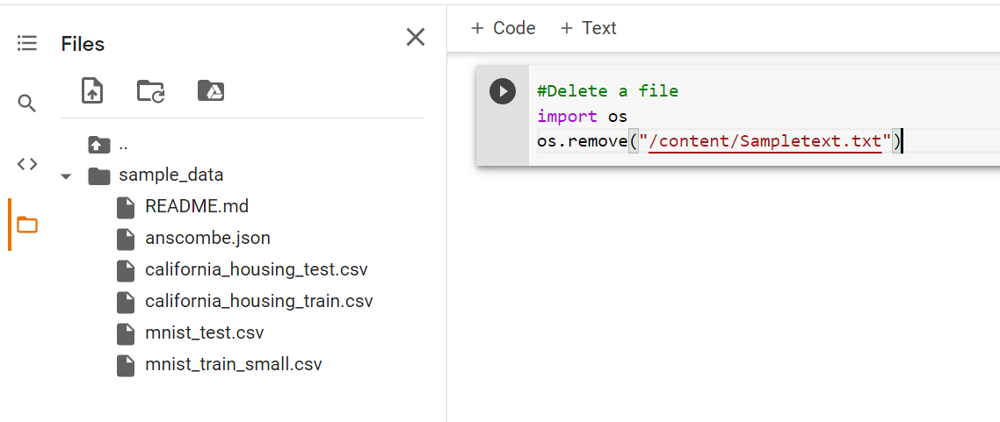 Files
..
sample_data
README.md
anscombe.json
california_housing_test.csv
california_housing_train.csv
mnist_test.csv
mnist_train_small.csv
+ Code + Text
#Delete a file
import os
os.remove("/content/Sampletext.txt")